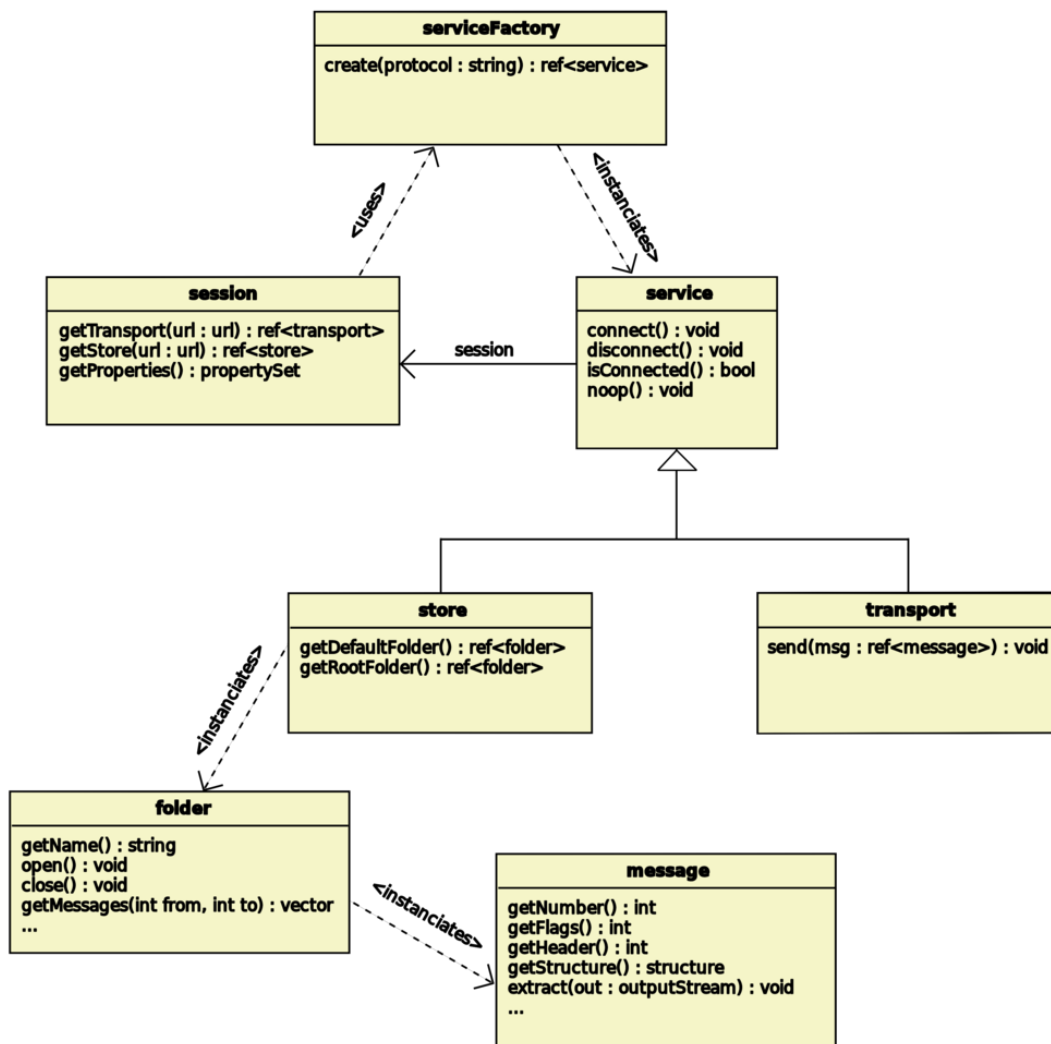 serviceFactory
create(protocol : string) : ref<service>
<uses>
<instanciates>
session
getTransport(url : url) : ref<transport>
getStore(url : url) : ref<store>
getProperties() : propertySet
session
service
connect() : void
disconnect() : void
isConnected() : bool
noop() : void
store
getDefaultFolder() : ref<folder>
getRootFolder() : ref<folder>
transport
send(msg : ref<message>) : void
<instanciates>
folder
getName() : string
open() : void
close() : void
getMessages(int from, int to) : vector
...
<instanciates>
message
getNumber() : int
getFlags() : int
getHeader() : int
getStructure() : structure
extract(out : outputStream) : void
...